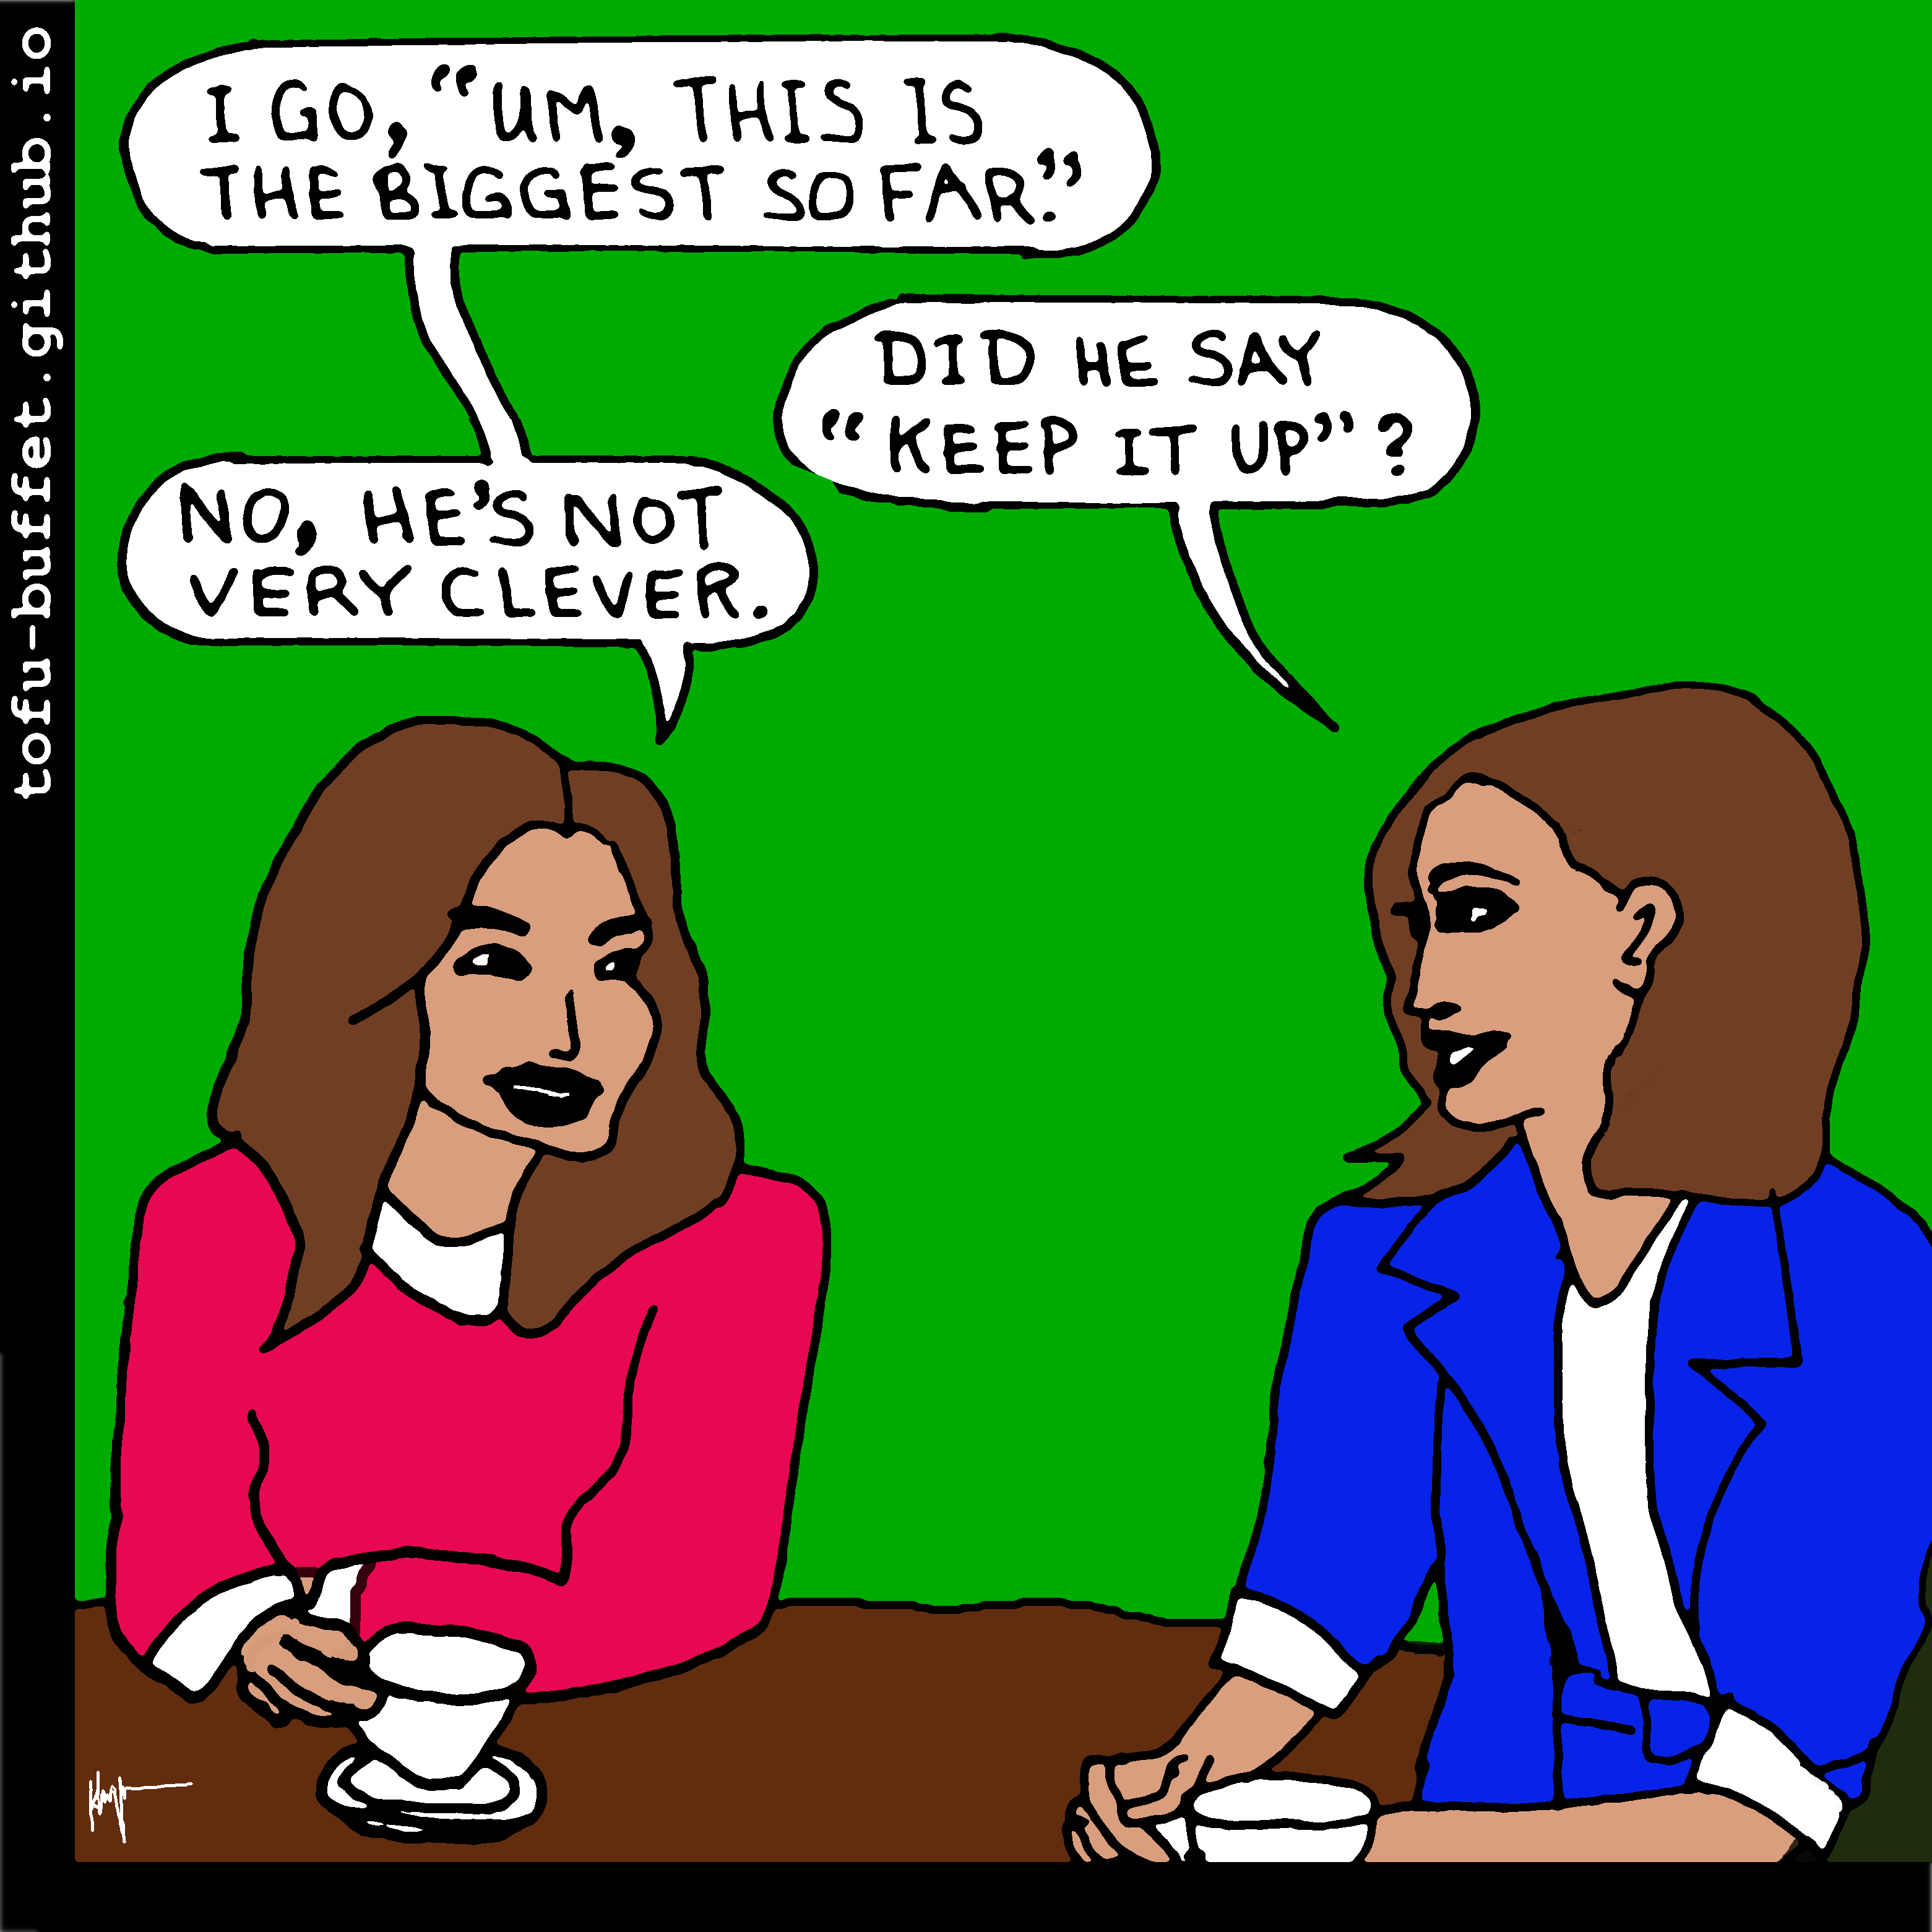 tofu-buffet.github.io
I GO, “UM, THIS IS
THE BIGGEST SO FAR.”
DID HE SAY
“KEEP IT UP”?
NO, HE'S NOT
VERY CLEVER.